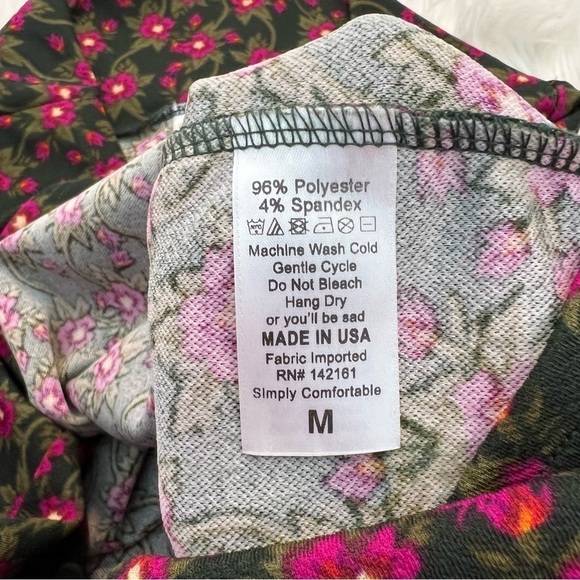 96% Polyester
4% Spandex
Machine Wash Cold
Gentle Cycle
Do Not Bleach
Hang Dry
or you'll be sad
MADE IN USA
Fabric Imported
RN# 142161
Simply Comfortable
M